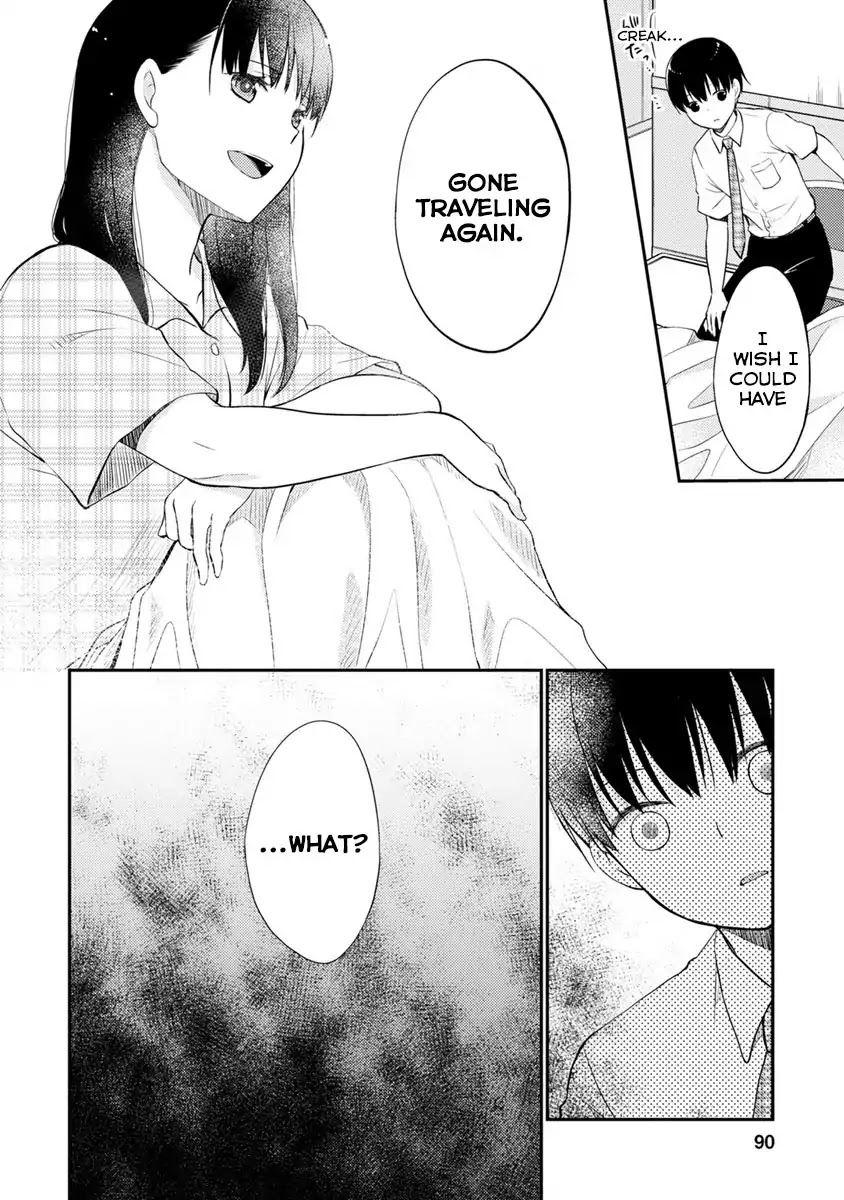 CREAK...
I
WISH I
COULD
HAVE
GONE
TRAVELING
AGAIN.
...WHAT?
90